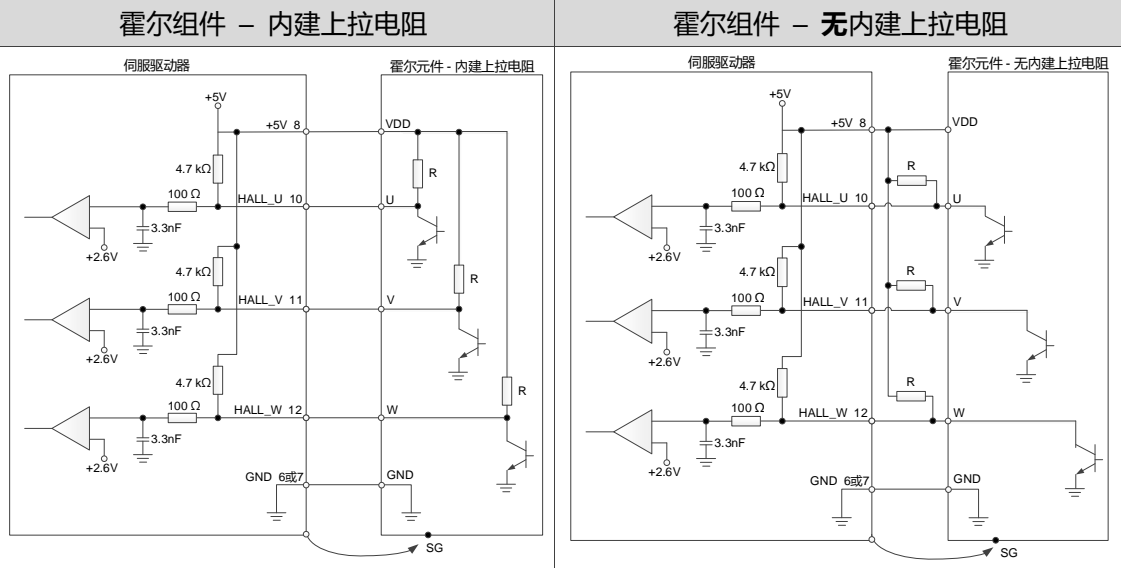 霍尔组件 – 内建上拉电阻
伺服驱动器
霍尔元件 - 内建上拉电阻
+5V
+5V 8
VDD
4.7 kΩ
R
100 Ω
HALL_U 10
U
3.3nF
+2.6V
4.7 kΩ
R
100 Ω
HALL_V 11
V
3.3nF
+2.6V
4.7 kΩ
R
100 Ω
HALL_W 12
W
3.3nF
+2.6V
GND 6或7
GND
SG
霍尔组件 – 无内建上拉电阻
伺服驱动器
霍尔元件 - 无内建上拉电阻
+5V
+5V 8
VDD
4.7 kΩ
R
100 Ω
HALL_U 10
U
3.3nF
+2.6V
4.7 kΩ
R
100 Ω
HALL_V 11
V
3.3nF
+2.6V
4.7 kΩ
R
100 Ω
HALL_W 12
W
3.3nF
+2.6V
GND 6或7
GND
SG